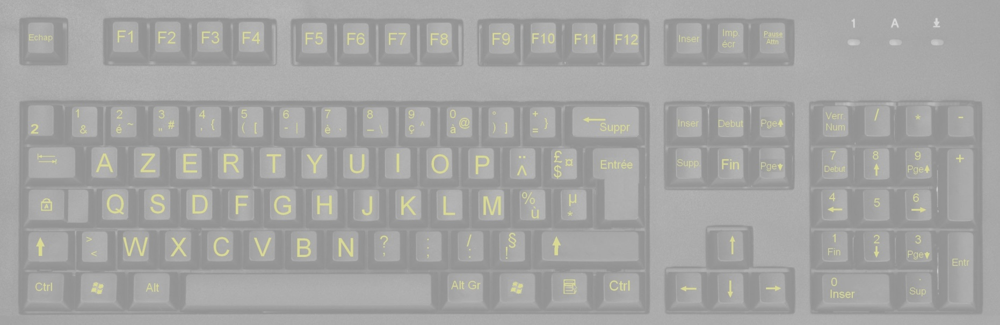 Echap F1 F2 F3 F4 F5 F6 F7 F8 F9 F10 F11 F12 Inser Imp écr Pause Attn 1 A
2 1 & 2 é ~ 3 " # 4 ' { 5 ( [ 6 - | 7 è ` 8 _ \ 9 ç ^ 0 à @ ° ) ] + = } Suppr Inser Debut Pge Verr. Num / * -
A Z E R T Y U I O P ¨ ^ £ $ ¤ Entrée Supp. Fin Pge 7 Debut 8 9 Pge +
A Q S D F G H J K L M % ù µ * 4 5 6
> < W X C V B N ? , . ; / : § ! 1 Fin 2 3 Pge Entr
Ctrl Alt Alt Gr Ctrl 0 Inser . Sup